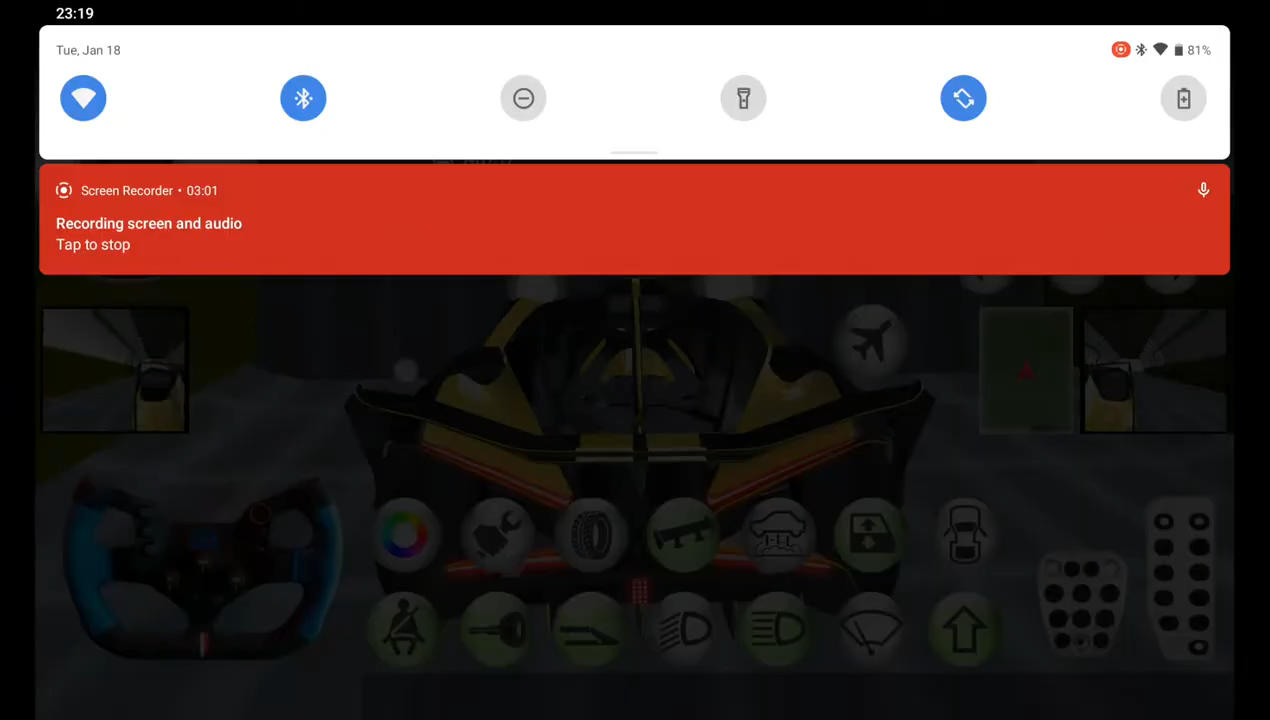 23:19
Tue, Jan 18
81%
Screen Recorder • 03:01
Recording screen and audio
Tap to stop